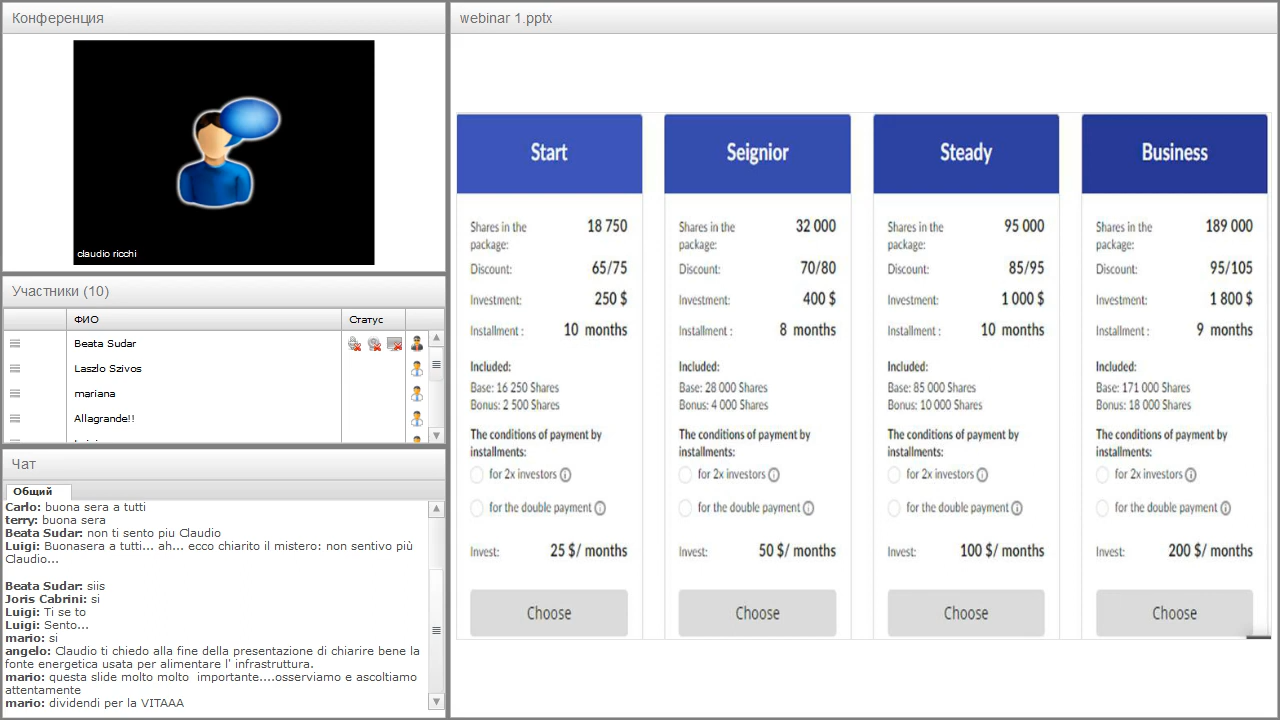 Конференция
claudio ricchi
Участники (10)
ФИО
Статус
Beata Sudar
Laszlo Szivos
mariana
Allagrande!!
Чат
Общий
Carlo: buona sera a tutti
terry: buona sera
Beata Sudar: non ti sento piu Claudio
Luigi: Buonasera a tutti... ah... ecco chiarito il mistero: non sentivo più
Claudio...
Beata Sudar: siis
Joris Cabrini: si
Luigi: Ti se to
Luigi: Sento...
mario: si
angelo: Claudio ti chiedo alla fine della presentazione di chiarire bene la
fonte energetica usata per alimentare l' infrastruttura.
mario: questa slide molto molto  importante....osserviamo e ascoltiamo
attentamente
mario: dividendi per la VITAAA
webinar 1.pptx
Start
Shares in the
package:
18 750
Discount: 65/75
Investment: 250 $
Installment : 10 months
Included:
Base: 16 250 Shares
Bonus: 2 500 Shares
The conditions of payment by
installments:
for 2x investors
for the double payment
Invest: 25 $/ months
Choose
Seignior
Shares in the
package:
32 000
Discount: 70/80
Investment: 400 $
Installment : 8 months
Included:
Base: 28 000 Shares
Bonus: 4 000 Shares
The conditions of payment by
installments:
for 2x investors
for the double payment
Invest: 50 $/ months
Choose
Steady
Shares in the
package:
95 000
Discount: 85/95
Investment: 1 000 $
Installment : 10 months
Included:
Base: 85 000 Shares
Bonus: 10 000 Shares
The conditions of payment by
installments:
for 2x investors
for the double payment
Invest: 100 $/ months
Choose
Business
Shares in the
package:
189 000
Discount: 95/105
Investment: 1 800 $
Installment : 9 months
Included:
Base: 171 000 Shares
Bonus: 18 000 Shares
The conditions of payment by
installments:
for 2x investors
for the double payment
Invest: 200 $/ months
Choose